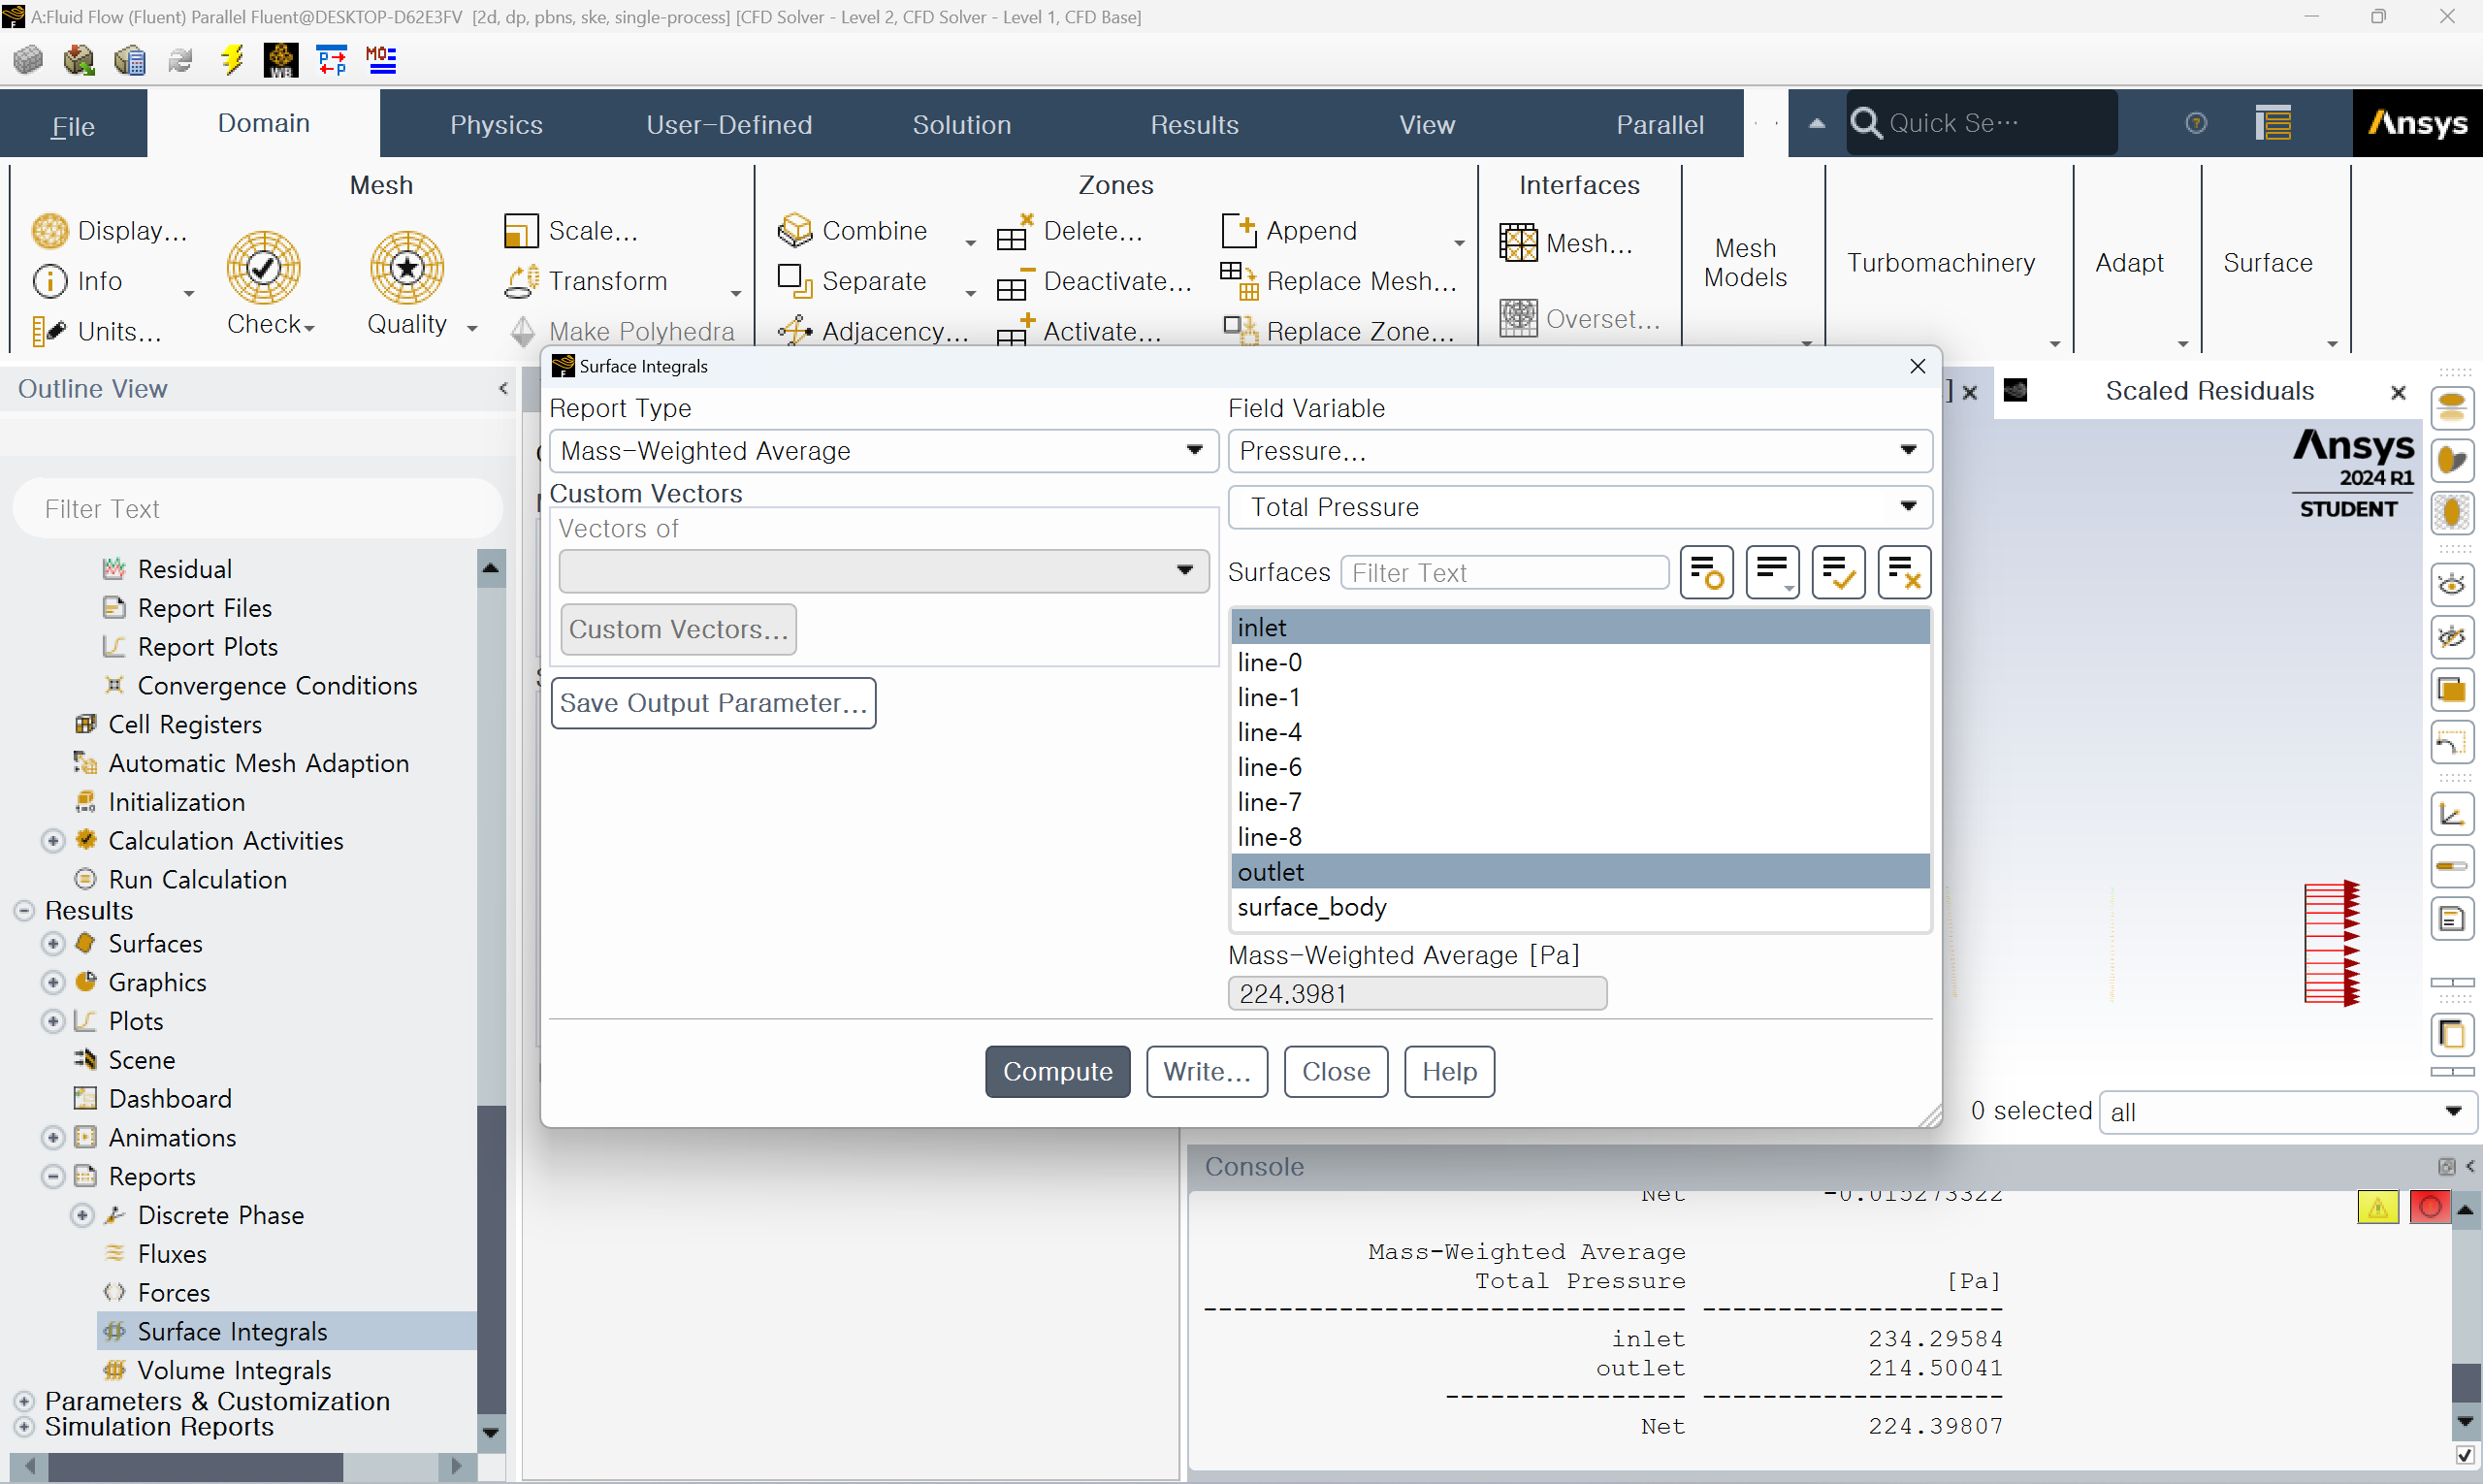 A:Fluid Flow (Fluent) Parallel Fluent@DESKTOP-D62E3FV [2d, dp, pbns, ske, single-process] [CFD Solver - Level 2, CFD Solver - Level 1, CFD Base]
File
Domain
Physics
User-Defined
Solution
Results
View
Parallel
Quick Se...
Ansys
Mesh
Display...
Info
Units...
Check
Quality
Scale...
Transform
Make Polyhedra
Zones
Combine
Separate
Adjacency...
Delete...
Deactivate...
Activate...
Append
Replace Mesh...
Replace Zone...
Interfaces
Mesh...
Overset...
Mesh
Models
Turbomachinery
Adapt
Surface
Outline View
Filter Text
Residual
Report Files
Report Plots
Convergence Conditions
Cell Registers
Automatic Mesh Adaption
Initialization
Calculation Activities
Run Calculation
Results
Surfaces
Graphics
Plots
Scene
Dashboard
Animations
Reports
Discrete Phase
Fluxes
Forces
Surface Integrals
Volume Integrals
Parameters & Customization
Simulation Reports
Surface Integrals
Report Type
Mass-Weighted Average
Custom Vectors
Vectors of
Custom Vectors...
Save Output Parameter...
Field Variable
Pressure...
Total Pressure
Surfaces
Filter Text
inlet
line-0
line-1
line-4
line-6
line-7
line-8
outlet
surface_body
Mass-Weighted Average [Pa]
224.3981
Compute
Write...
Close
Help
Scaled Residuals
Ansys
2024 R1
STUDENT
0 selected
all
Console
Net -0.015273322
Mass-Weighted Average
Total Pressure [Pa]
-------------------------------- --------------------
inlet 234.29584
outlet 214.50041
---------------- --------------------
Net 224.39807